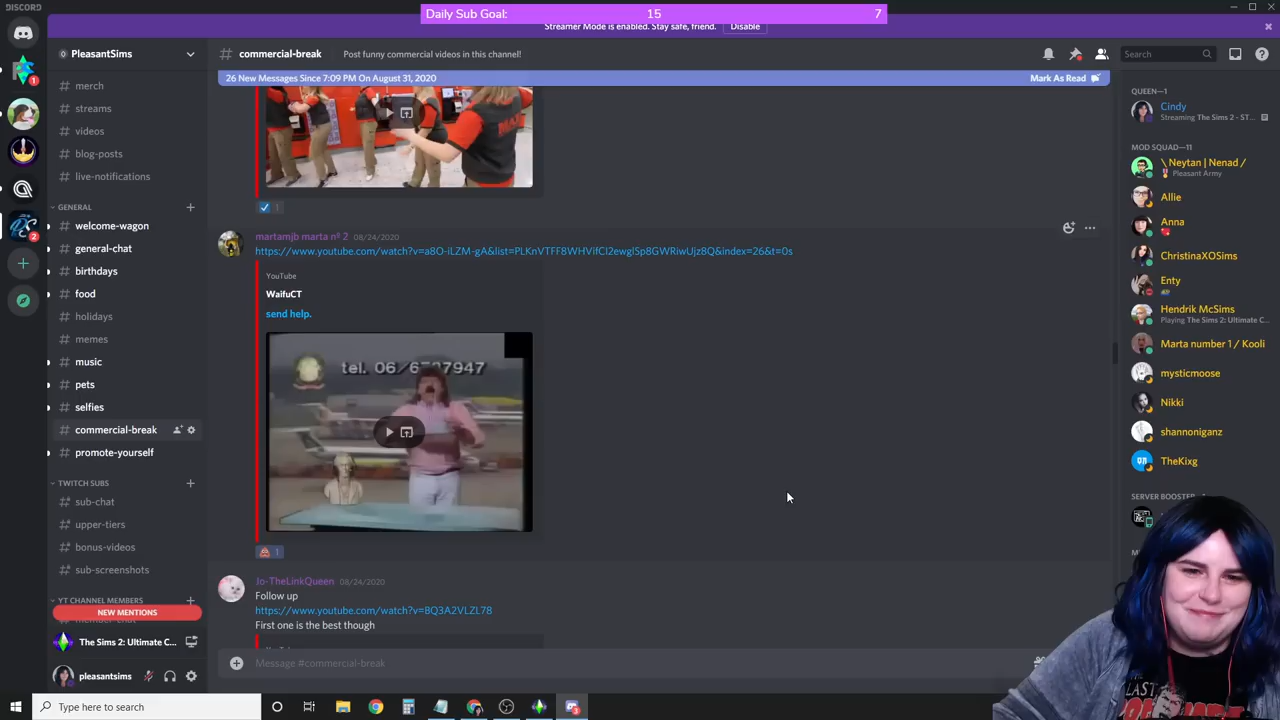 DISCORD
Daily Sub Goal: 15 7
Streamer Mode is enabled. Stay safe, friend. Disable
PleasantSims
# commercial-break Post funny commercial videos in this channel!
Search
26 New Messages Since 7:09 PM On August 31, 2020 Mark As Read
# merch
# streams
# videos
# blog-posts
# live-notifications
GENERAL
# welcome-wagon
# general-chat
# birthdays
# food
# holidays
# memes
# music
# pets
# selfies
# commercial-break
# promote-yourself
TWITCH SUBS
# sub-chat
# upper-tiers
# bonus-videos
# sub-screenshots
YT CHANNEL MEMBERS
NEW MENTIONS
The Sims 2: Ultimate C...
pleasantsims
1
2
1
martamjb marta nº 2 08/24/2020
https://www.youtube.com/watch?v=a8O-iLZM-gA&list=PLKnVTFF8WHVifCI2ewglSp8GWRiwUjz8Q&index=26&t=0s
YouTube
WaifuCT
send help.
1
Jo-TheLinkQueen 08/24/2020
Follow up
https://www.youtube.com/watch?v=BQ3A2VLZL78
First one is the best though
Message #commercial-break
QUEEN—1
Cindy
Streaming The Sims 2 - ST...
MOD SQUAD—11
\ Neytan | Nenad /
Pleasant Army
Allie
Anna
ChristinaXOSims
Enty
Hendrik McSims
Playing The Sims 2: Ultimate C...
Marta number 1 / Kooli
mysticmoose
Nikki
shannoniganz
TheKixg
SERVER BOOSTER
Type here to search